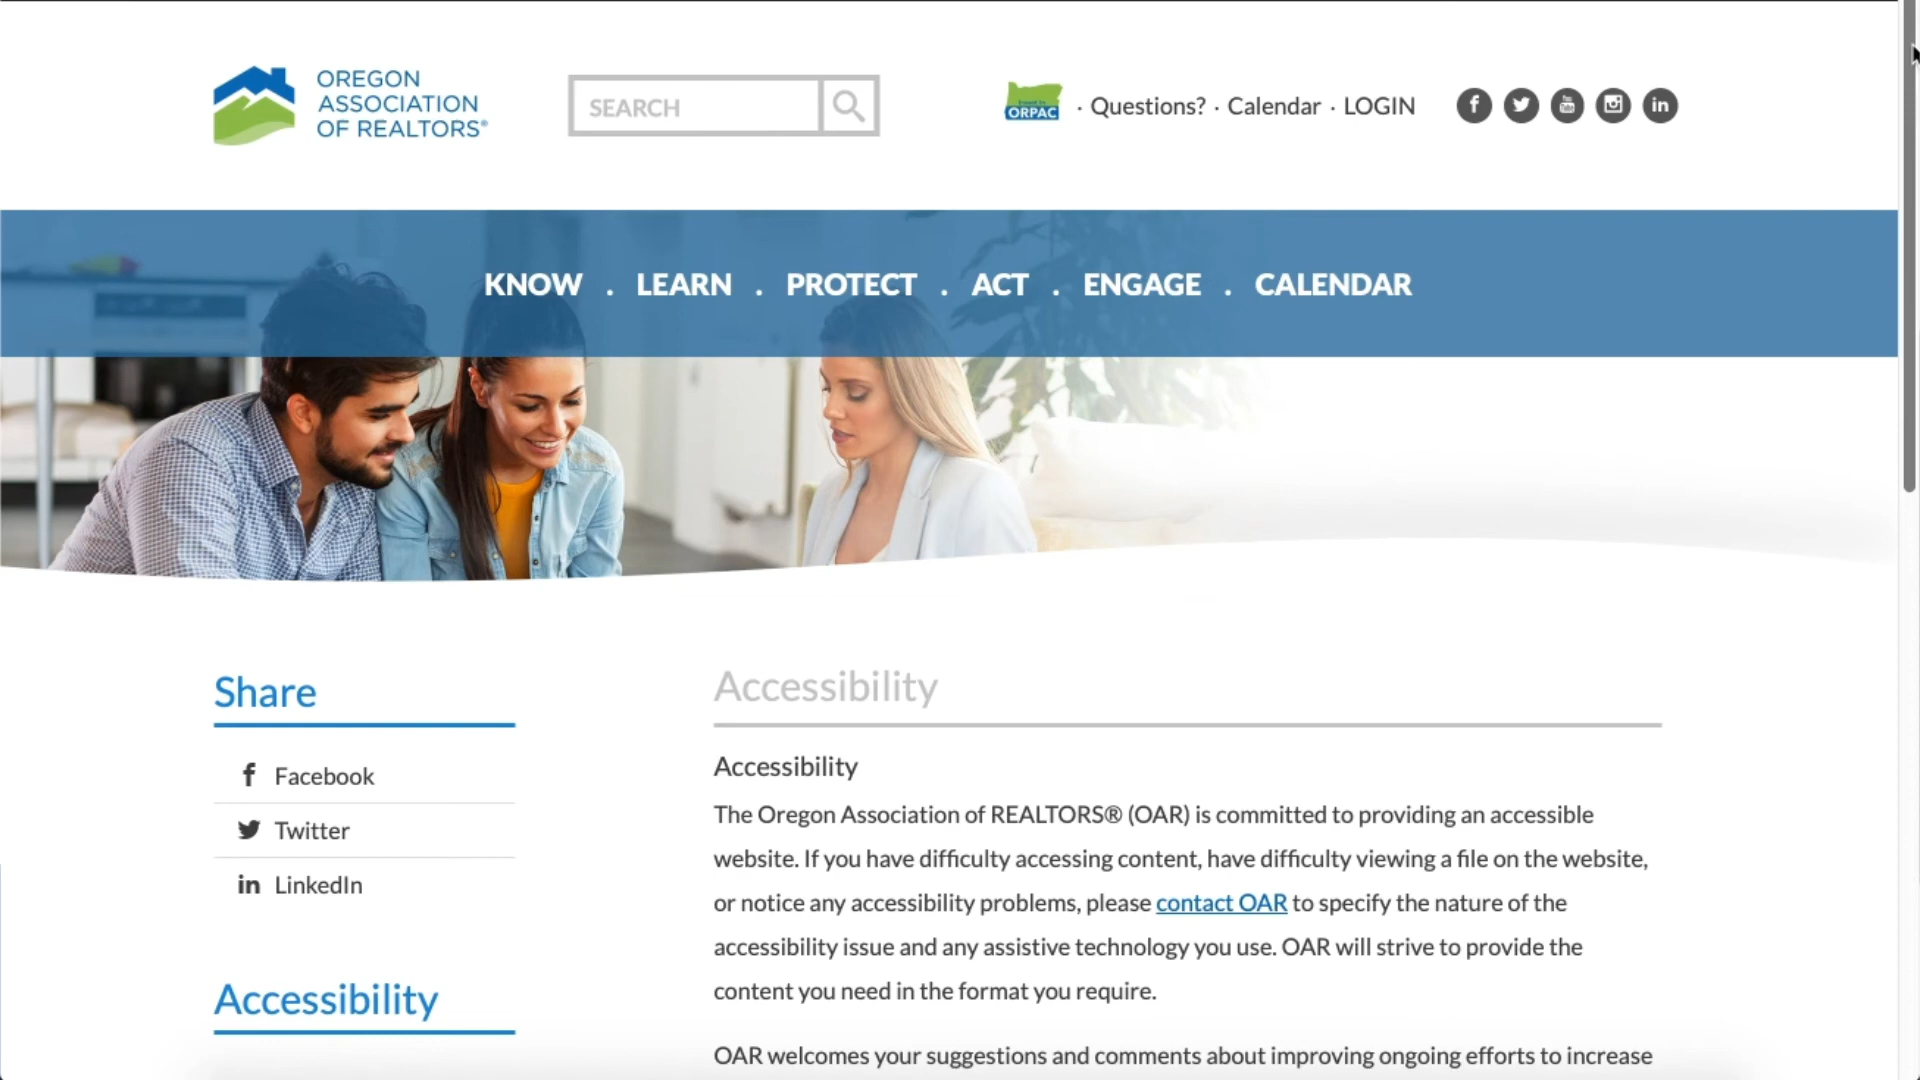 OREGON
ASSOCIATION
OF REALTORS®
SEARCH
ORPAC
· Questions? · Calendar · LOGIN
KNOW . LEARN . PROTECT . ACT . ENGAGE . CALENDAR
Share
Facebook
Twitter
LinkedIn
Accessibility
Accessibility
Accessibility
The Oregon Association of REALTORS® (OAR) is committed to providing an accessible
website. If you have difficulty accessing content, have difficulty viewing a file on the website,
or notice any accessibility problems, please contact OAR to specify the nature of the
accessibility issue and any assistive technology you use. OAR will strive to provide the
content you need in the format you require.
OAR welcomes your suggestions and comments about improving ongoing efforts to increase